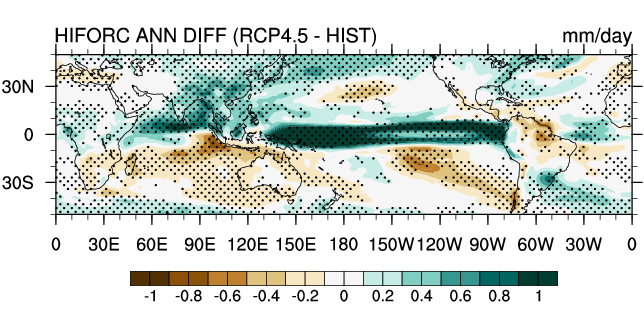 HIFORC ANN DIFF (RCP4.5 - HIST) mm/day
30N
0
30S
0 30E 60E 90E 120E 150E 180 150W 120W 90W 60W 30W 0
-1 -0.8 -0.6 -0.4 -0.2 0 0.2 0.4 0.6 0.8 1